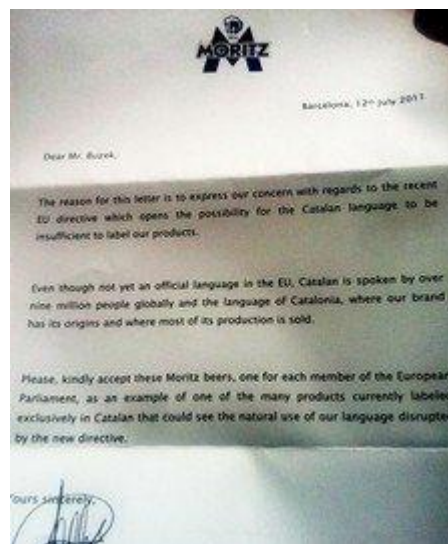 MORITZ
Barcelona, 12th July 2011
Dear Mr. Buzek,
The reason for this letter is to express our concern with regards to the recent
EU directive which opens the possibility for the Catalan language to be
insufficient to label our products.
Even though not yet an official language in the EU, Catalan is spoken by over
nine million people globally and the language of Catalonia, where our brand
has its origins and where most of its production is sold.
Please, kindly accept these Moritz beers, one for each member of the European
Parliament, as an example of one of the many products currently labeled
exclusively in Catalan that could see the natural use of our language disrupte
by the new directive.
Yours sincerely,